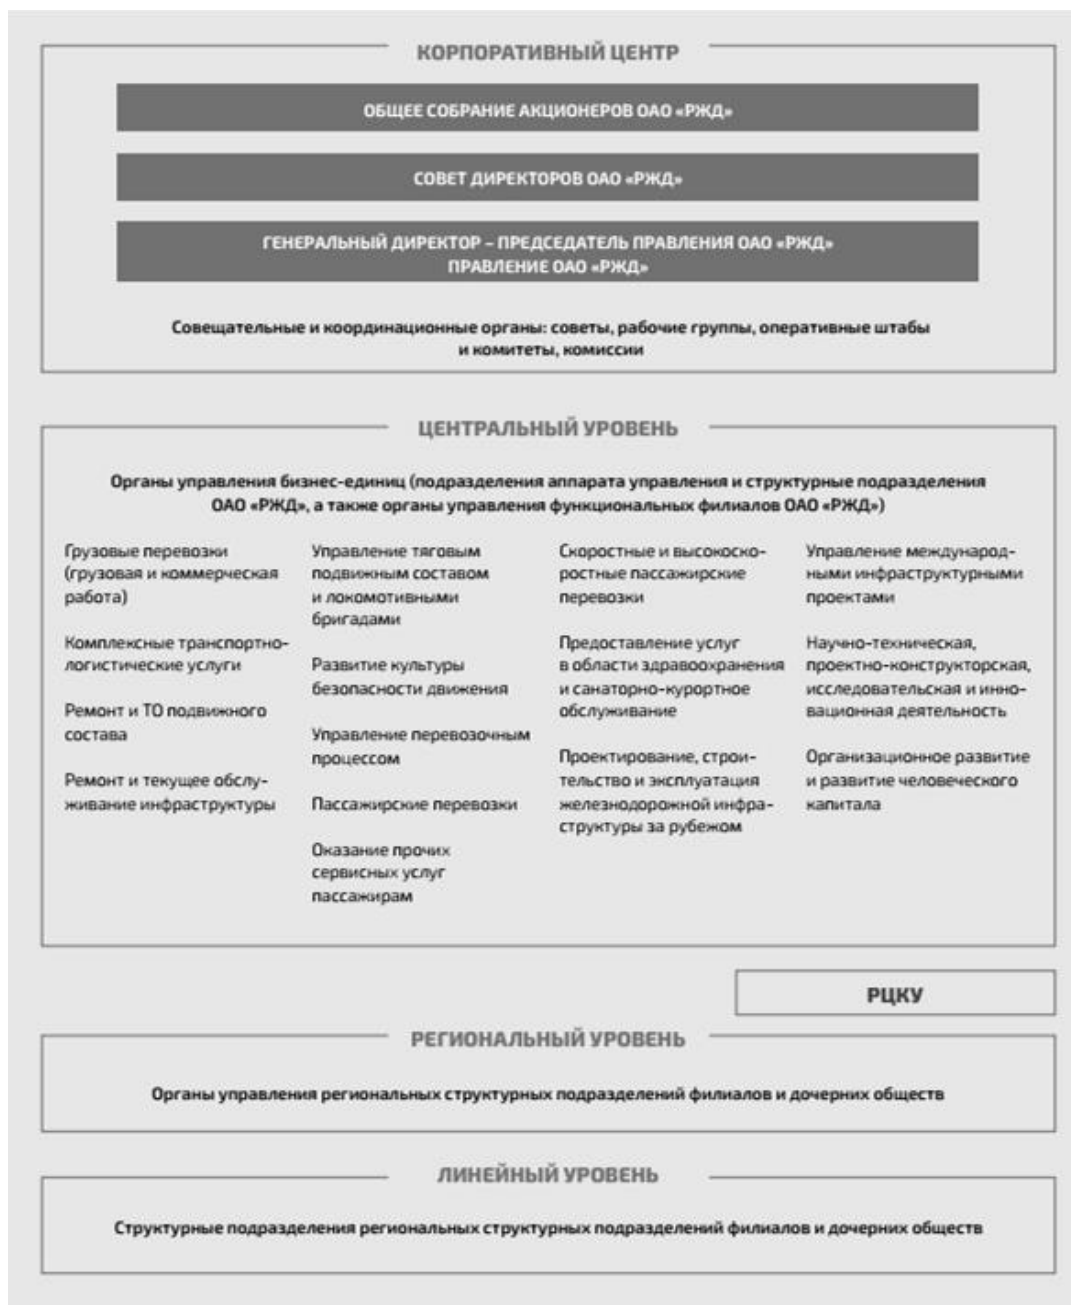 КОРПОРАТИВНЫЙ ЦЕНТР
ОБЩЕЕ СОБРАНИЕ АКЦИОНЕРОВ ОАО «РЖД»
СОВЕТ ДИРЕКТОРОВ ОАО «РЖД»
ГЕНЕРАЛЬНЫЙ ДИРЕКТОР – ПРЕДСЕДАТЕЛЬ ПРАВЛЕНИЯ ОАО «РЖД»
ПРАВЛЕНИЕ ОАО «РЖД»
Совещательные и координационные органы: советы, рабочие группы, оперативные штабы
и комитеты, комиссии
ЦЕНТРАЛЬНЫЙ УРОВЕНЬ
Органы управления бизнес-единиц (подразделения аппарата управления и структурные подразделения
ОАО «РЖД», а также органы управления функциональных филиалов ОАО «РЖД»)
Грузовые перевозки
(грузовая и коммерческая
работа)
Комплексные транспортно-
логистические услуги
Ремонт и ТО подвижного
состава
Ремонт и текущее обслу-
живание инфраструктуры
Управление тяговым
подвижным составом
и локомотивными
бригадами
Развитие культуры
безопасности движения
Управление перевозочным
процессом
Пассажирские перевозки
Оказание прочих
сервисных услуг
пассажирам
Скоростные и высокоско-
ростные пассажирские
перевозки
Предоставление услуг
в области здравоохранения
и санаторно-курортное
обслуживание
Проектирование, строи-
тельство и эксплуатация
железнодорожной инфра-
структуры за рубежом
Управление международ-
ными инфраструктурными
проектами
Научно-техническая,
проектно-конструкторская,
исследовательская и инно-
вационная деятельность
Организационное развитие
и развитие человеческого
капитала
РЦКУ
РЕГИОНАЛЬНЫЙ УРОВЕНЬ
Органы управления региональных структурных подразделений филиалов и дочерних обществ
ЛИНЕЙНЫЙ УРОВЕНЬ
Структурные подразделения региональных структурных подразделений филиалов и дочерних обществ